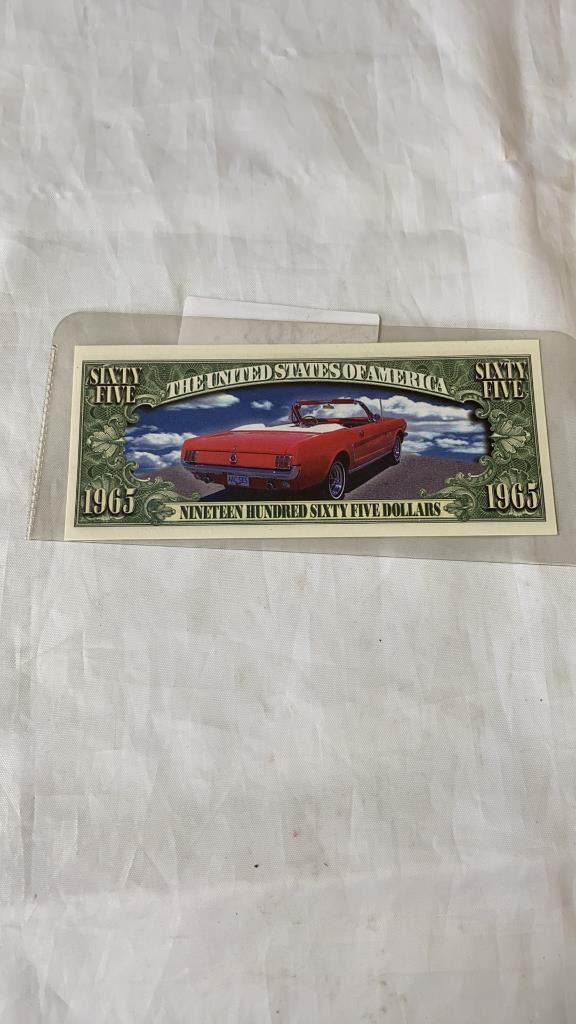 SIXTY FIVE
THE UNITED STATES OF AMERICA
SIXTY FIVE
1965
NINETEEN HUNDRED SIXTY FIVE DOLLARS
1965